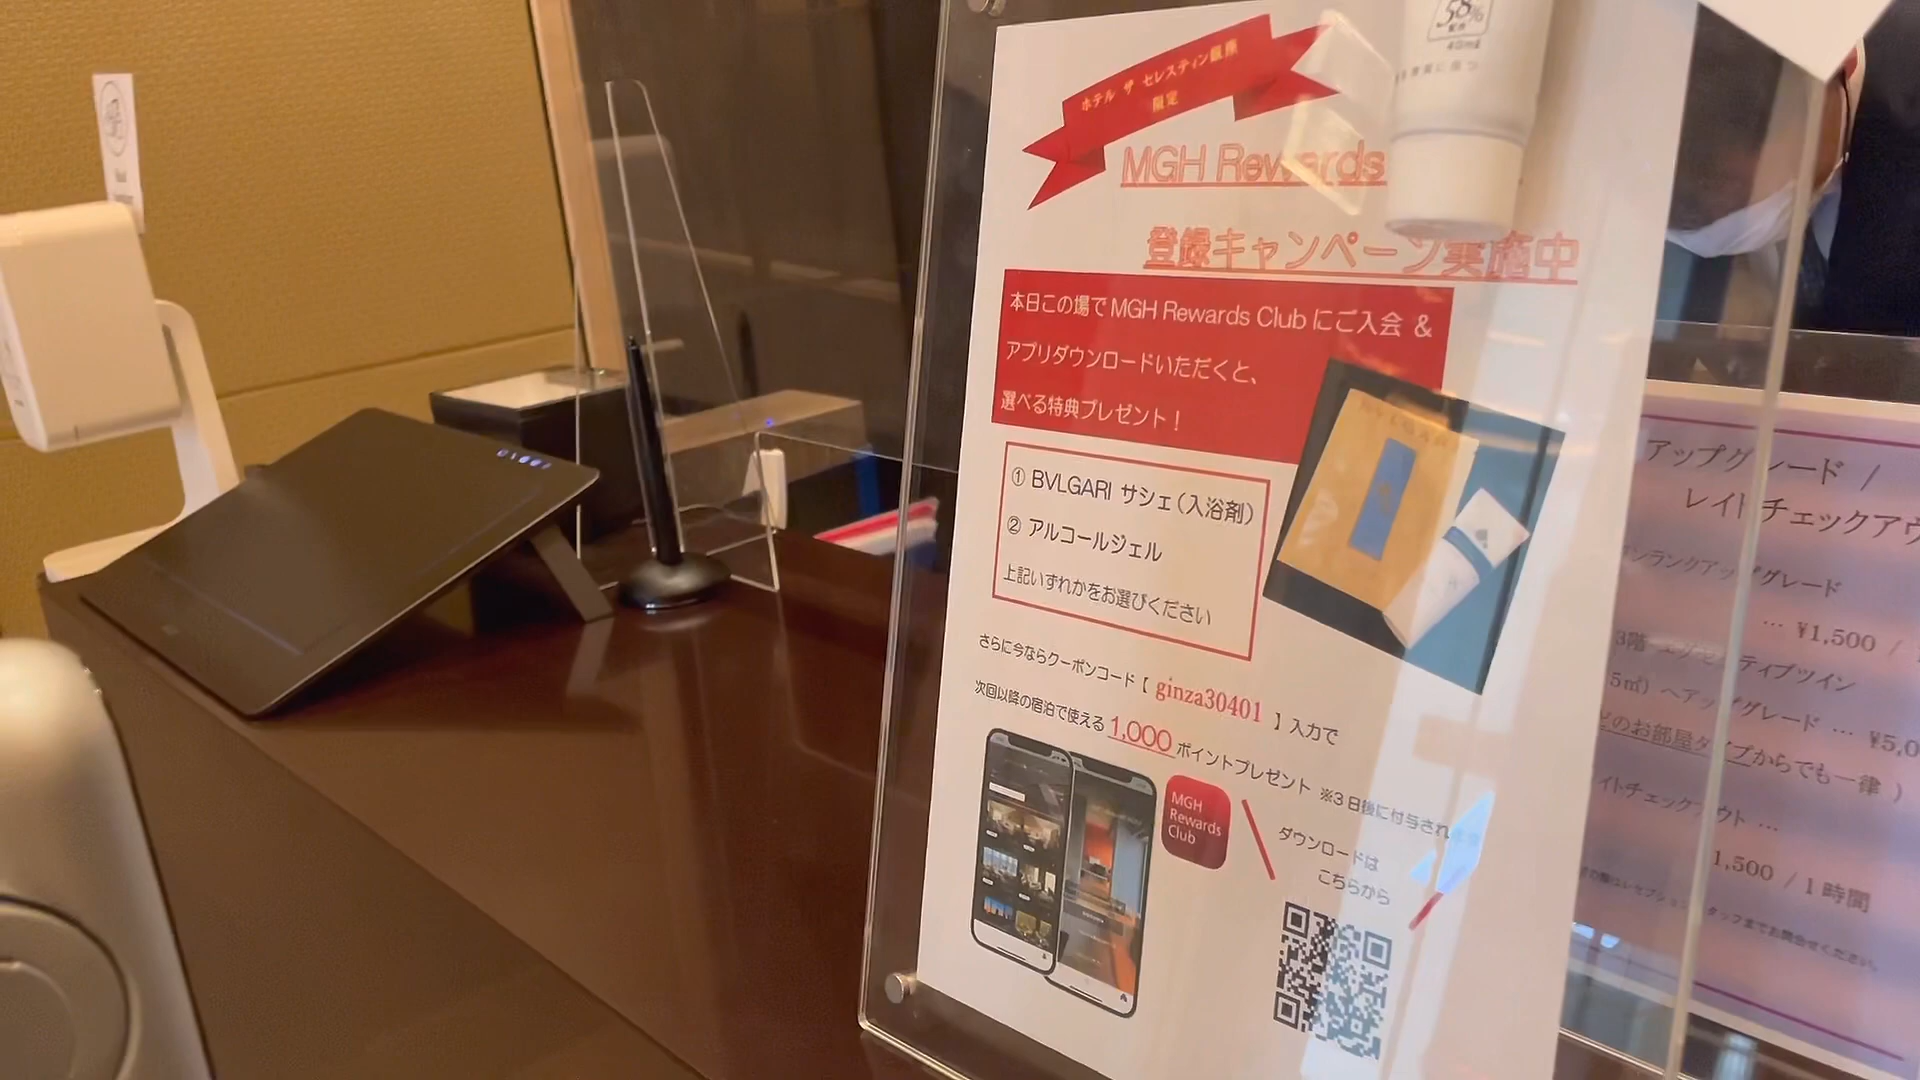 58%
40mL
ホテル ザ セレスティン銀座
限定
MGH Rewards
登録キャンペーン実施中
本日この場でMGH Rewards Clubにご入会 &
アプリダウンロードいただくと、
選べる特典プレゼント!
① BVLGARI サシェ(入浴剤)
② アルコールジェル
上記いずれかをお選びください
さらに今ならクーポンコード【 ginza30401 】入力で
次回以降の宿泊で使える 1,000 ポイントプレゼント ※3日後に付与され
MGH
Rewards
Club
ダウンロードは
こちらから
アップグレード /
レイトチェックアウ
ンランクアップグレード
… ¥1,500 /
3階 エグゼクティブツイン
5㎡) へアップグレード … ¥5,0
どのお部屋タイプからでも一律 )
イトチェックアウト …
1,500 / 1時間